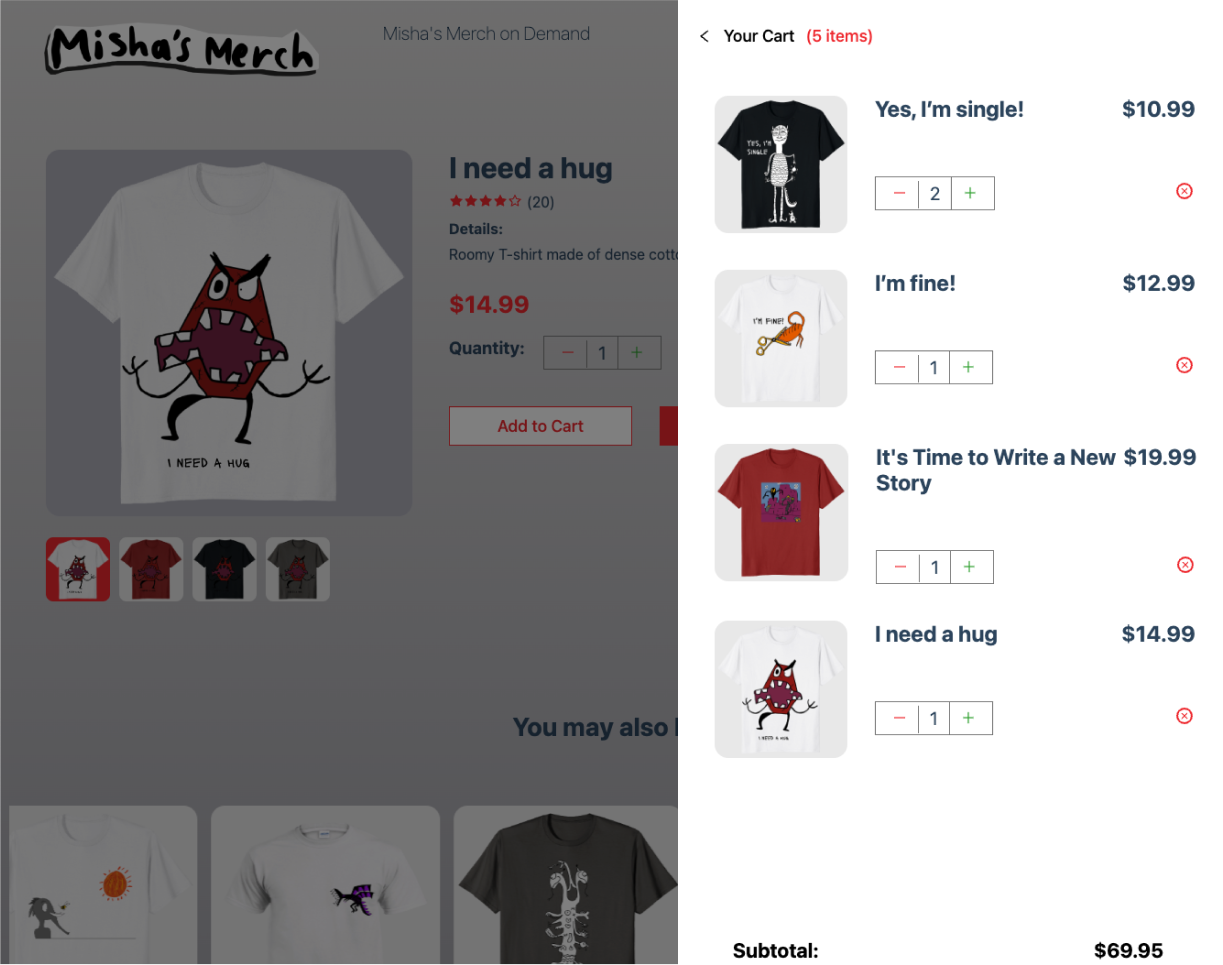 Misha's Merch
Misha's Merch on Demand
I need a hug
(20)
Details:
Roomy T-shirt made of dense cott
$14.99
Quantity:
− 1 +
Add to Cart
I NEED A HUG
You may also
Your Cart (5 items)
YES, I'M
SINGLE!
Yes, I’m single! $10.99
− 2 +
I'M FINE!
I’m fine! $12.99
− 1 +
It's Time to Write a New $19.99
Story
− 1 +
I need a hug $14.99
− 1 +
I NEED A HUG
Subtotal: $69.95